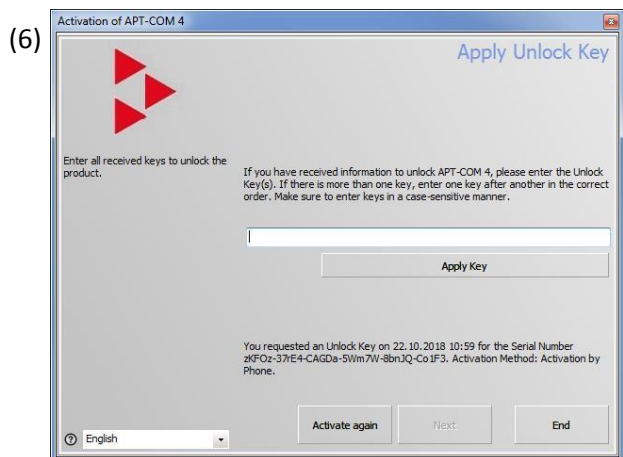 (6)
Activation of APT-COM 4
Apply Unlock Key
Enter all received keys to unlock the
product.
If you have received information to unlock APT-COM 4, please enter the Unlock
Key(s). If there is more than one key, enter one key after another in the correct
order. Make sure to enter keys in a case-sensitive manner.
Apply Key
You requested an Unlock Key on 22.10.2018 10:59 for the Serial Number
zKFOz-37rE4-CAGDa-5Wm7W-8bnJQ-Co1F3. Activation Method: Activation by
Phone.
Activate again
Next
End
English